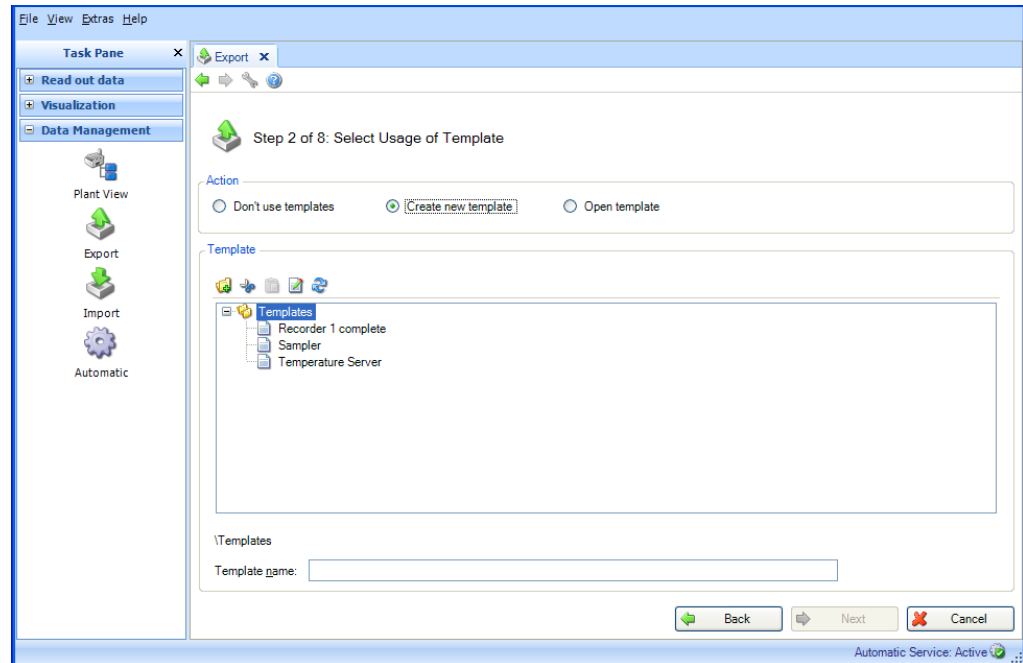 File View Extras Help
Task Pane
Export
Read out data
Visualization
Data Management
Step 2 of 8: Select Usage of Template
Plant View
Action
Don't use templates
Create new template
Open template
Export
Template
Import
Templates
Recorder 1 complete
Sampler
Temperature Server
Automatic
\Templates
Template name:
Back
Next
Cancel
Automatic Service: Active